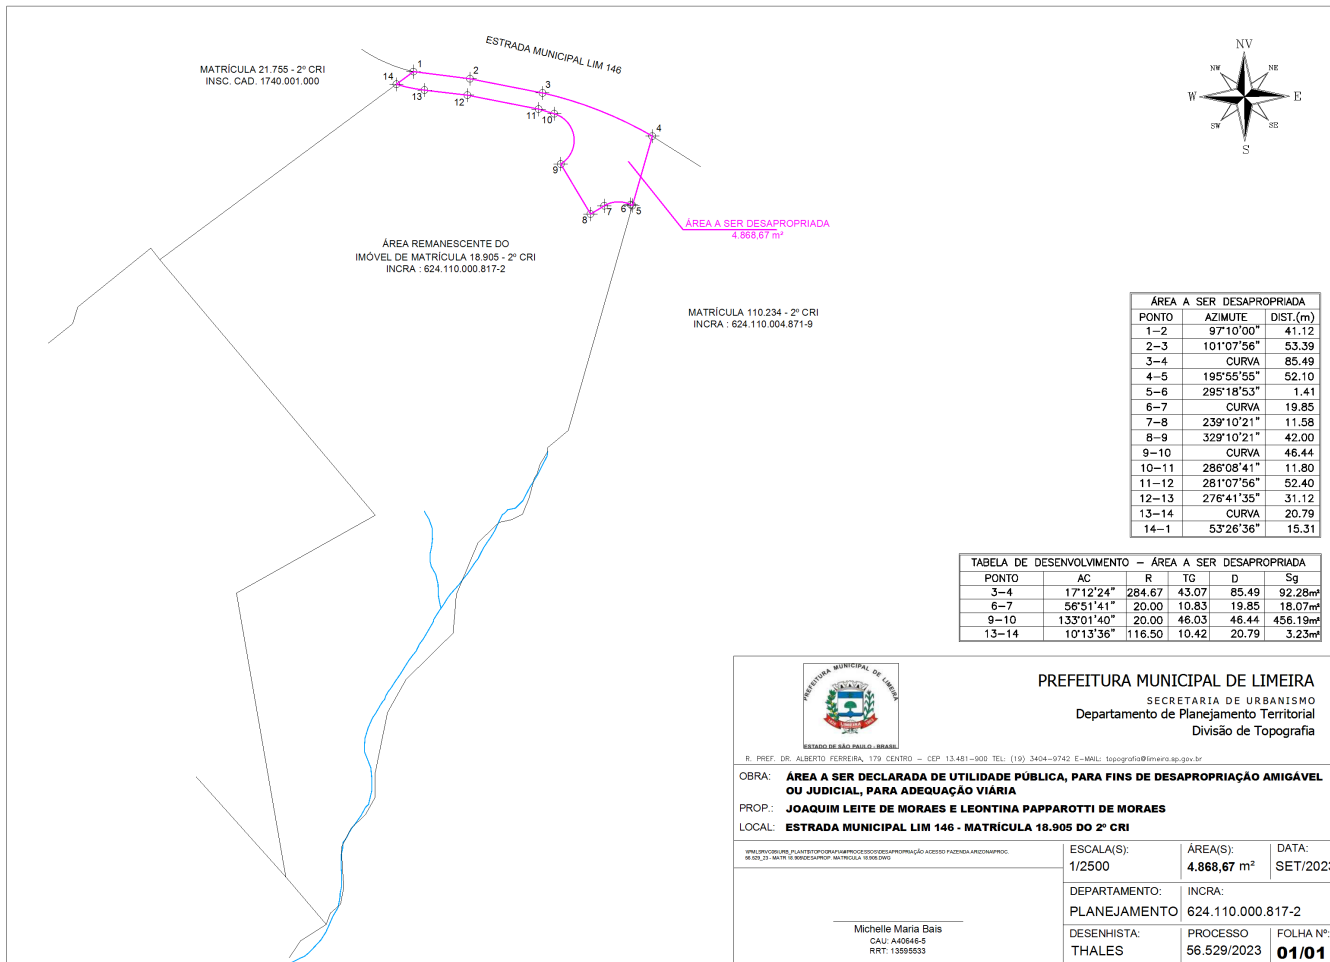 ESTRADA MUNICIPAL LIM 146
MATRÍCULA 21.755 - 2º CRI
INSC. CAD. 1740.001.000
1
2
3
4
14
13
12
11
10
9
8
7
6
5
NV
NW
NE
W
E
SW
SE
S
ÁREA A SER DESAPROPRIADA
4.868,67 m²
ÁREA REMANESCENTE DO
IMÓVEL DE MATRÍCULA 18.905 - 2º CRI
INCRA : 624.110.000.817-2
MATRÍCULA 110.234 - 2º CRI
INCRA : 624.110.004.871-9
ÁREA A SER DESAPROPRIADA
PONTO AZIMUTE DIST.(m)
1-2 97°10'00" 41.12
2-3 101°07'56" 53.39
3-4 CURVA 85.49
4-5 195°55'55" 52.10
5-6 295°18'53" 1.41
6-7 CURVA 19.85
7-8 239°10'21" 11.58
8-9 329°10'21" 42.00
9-10 CURVA 46.44
10-11 286°08'41" 11.80
11-12 281°07'56" 52.40
12-13 276°41'35" 31.12
13-14 CURVA 20.79
14-1 53°26'36" 15.31
TABELA DE DESENVOLVIMENTO - ÁREA A SER DESAPROPRIADA
PONTO AC R TG D Sg
3-4 17°12'24" 284.67 43.07 85.49 92.28m²
6-7 56°51'41" 20.00 10.83 19.85 18.07m²
9-10 133°01'40" 20.00 46.03 46.44 456.19m²
13-14 10°13'36" 116.50 10.42 20.79 3.23m²
PREFEITURA MUNICIPAL DE LIMEIRA
LIMEIRA
ESTADO DE SÃO PAULO - BRASIL
PREFEITURA MUNICIPAL DE LIMEIRA
SECRETARIA DE URBANISMO
Departamento de Planejamento Territorial
Divisão de Topografia
R. PREF. DR. ALBERTO FERREIRA, 179 CENTRO - CEP 13.481-900 TEL: (19) 3404-9742 E-MAIL: topografia@limeira.sp.gov.br
OBRA: ÁREA A SER DECLARADA DE UTILIDADE PÚBLICA, PARA FINS DE DESAPROPRIAÇÃO AMIGÁVEL
OU JUDICIAL, PARA ADEQUAÇÃO VIÁRIA
PROP.: JOAQUIM LEITE DE MORAES E LEONTINA PAPPAROTTI DE MORAES
LOCAL: ESTRADA MUNICIPAL LIM 146 - MATRÍCULA 18.905 DO 2º CRI
ESCALA(S): ÁREA(S): DATA:
1/2500 4.868,67 m² SET/2023
DEPARTAMENTO: INCRA:
PLANEJAMENTO 624.110.000.817-2
DESENHISTA: PROCESSO FOLHA Nº:
THALES 56.529/2023 01/01
Michelle Maria Bais
CAU: A40646-5
RRT: 13595533